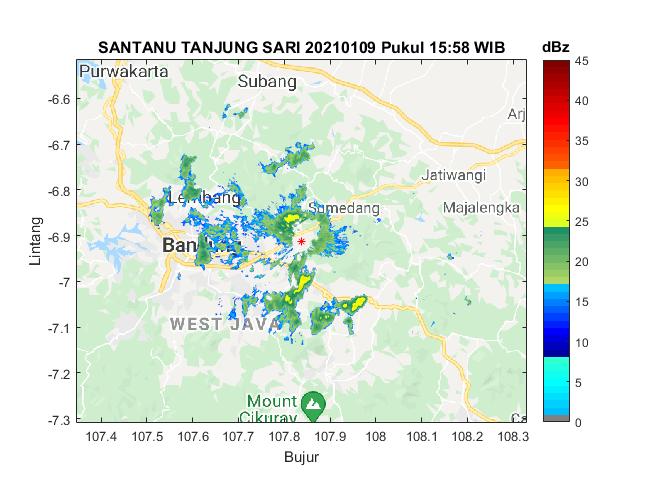 SANTANU TANJUNG SARI 20210109 Pukul 15:58 WIB
dBz
Purwakarta
Subang
Arj
Jatiwangi
Lembang
Sumedang
Majalengka
Bandung
WEST JAVA
Mount
Cikuray
-6.6
-6.7
-6.8
-6.9
-7
-7.1
-7.2
-7.3
Lintang
107.4 107.5 107.6 107.7 107.8 107.9 108 108.1 108.2 108.3
Bujur
45
40
35
30
25
20
15
10
5
0